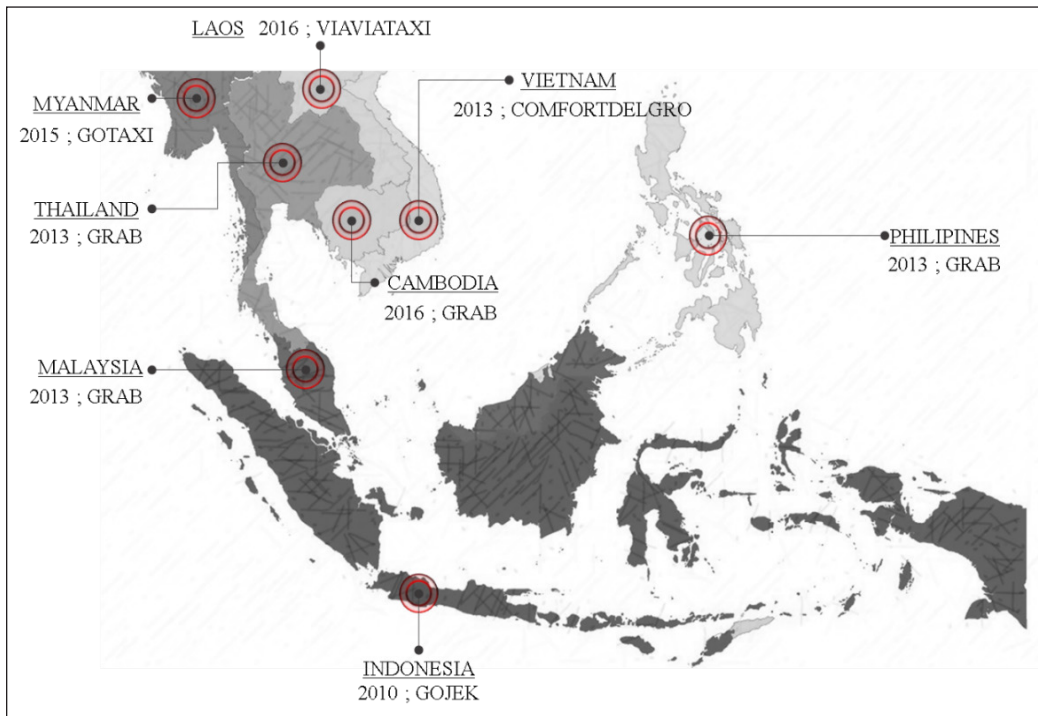 LAOS 2016 ; VIAVIATAXI
VIETNAM
2013 ; COMFORTDELGRO
MYANMAR
2015 ; GOTAXI
THAILAND
2013 ; GRAB
PHILIPINES
2013 ; GRAB
CAMBODIA
2016 ; GRAB
MALAYSIA
2013 ; GRAB
INDONESIA
2010 ; GOJEK